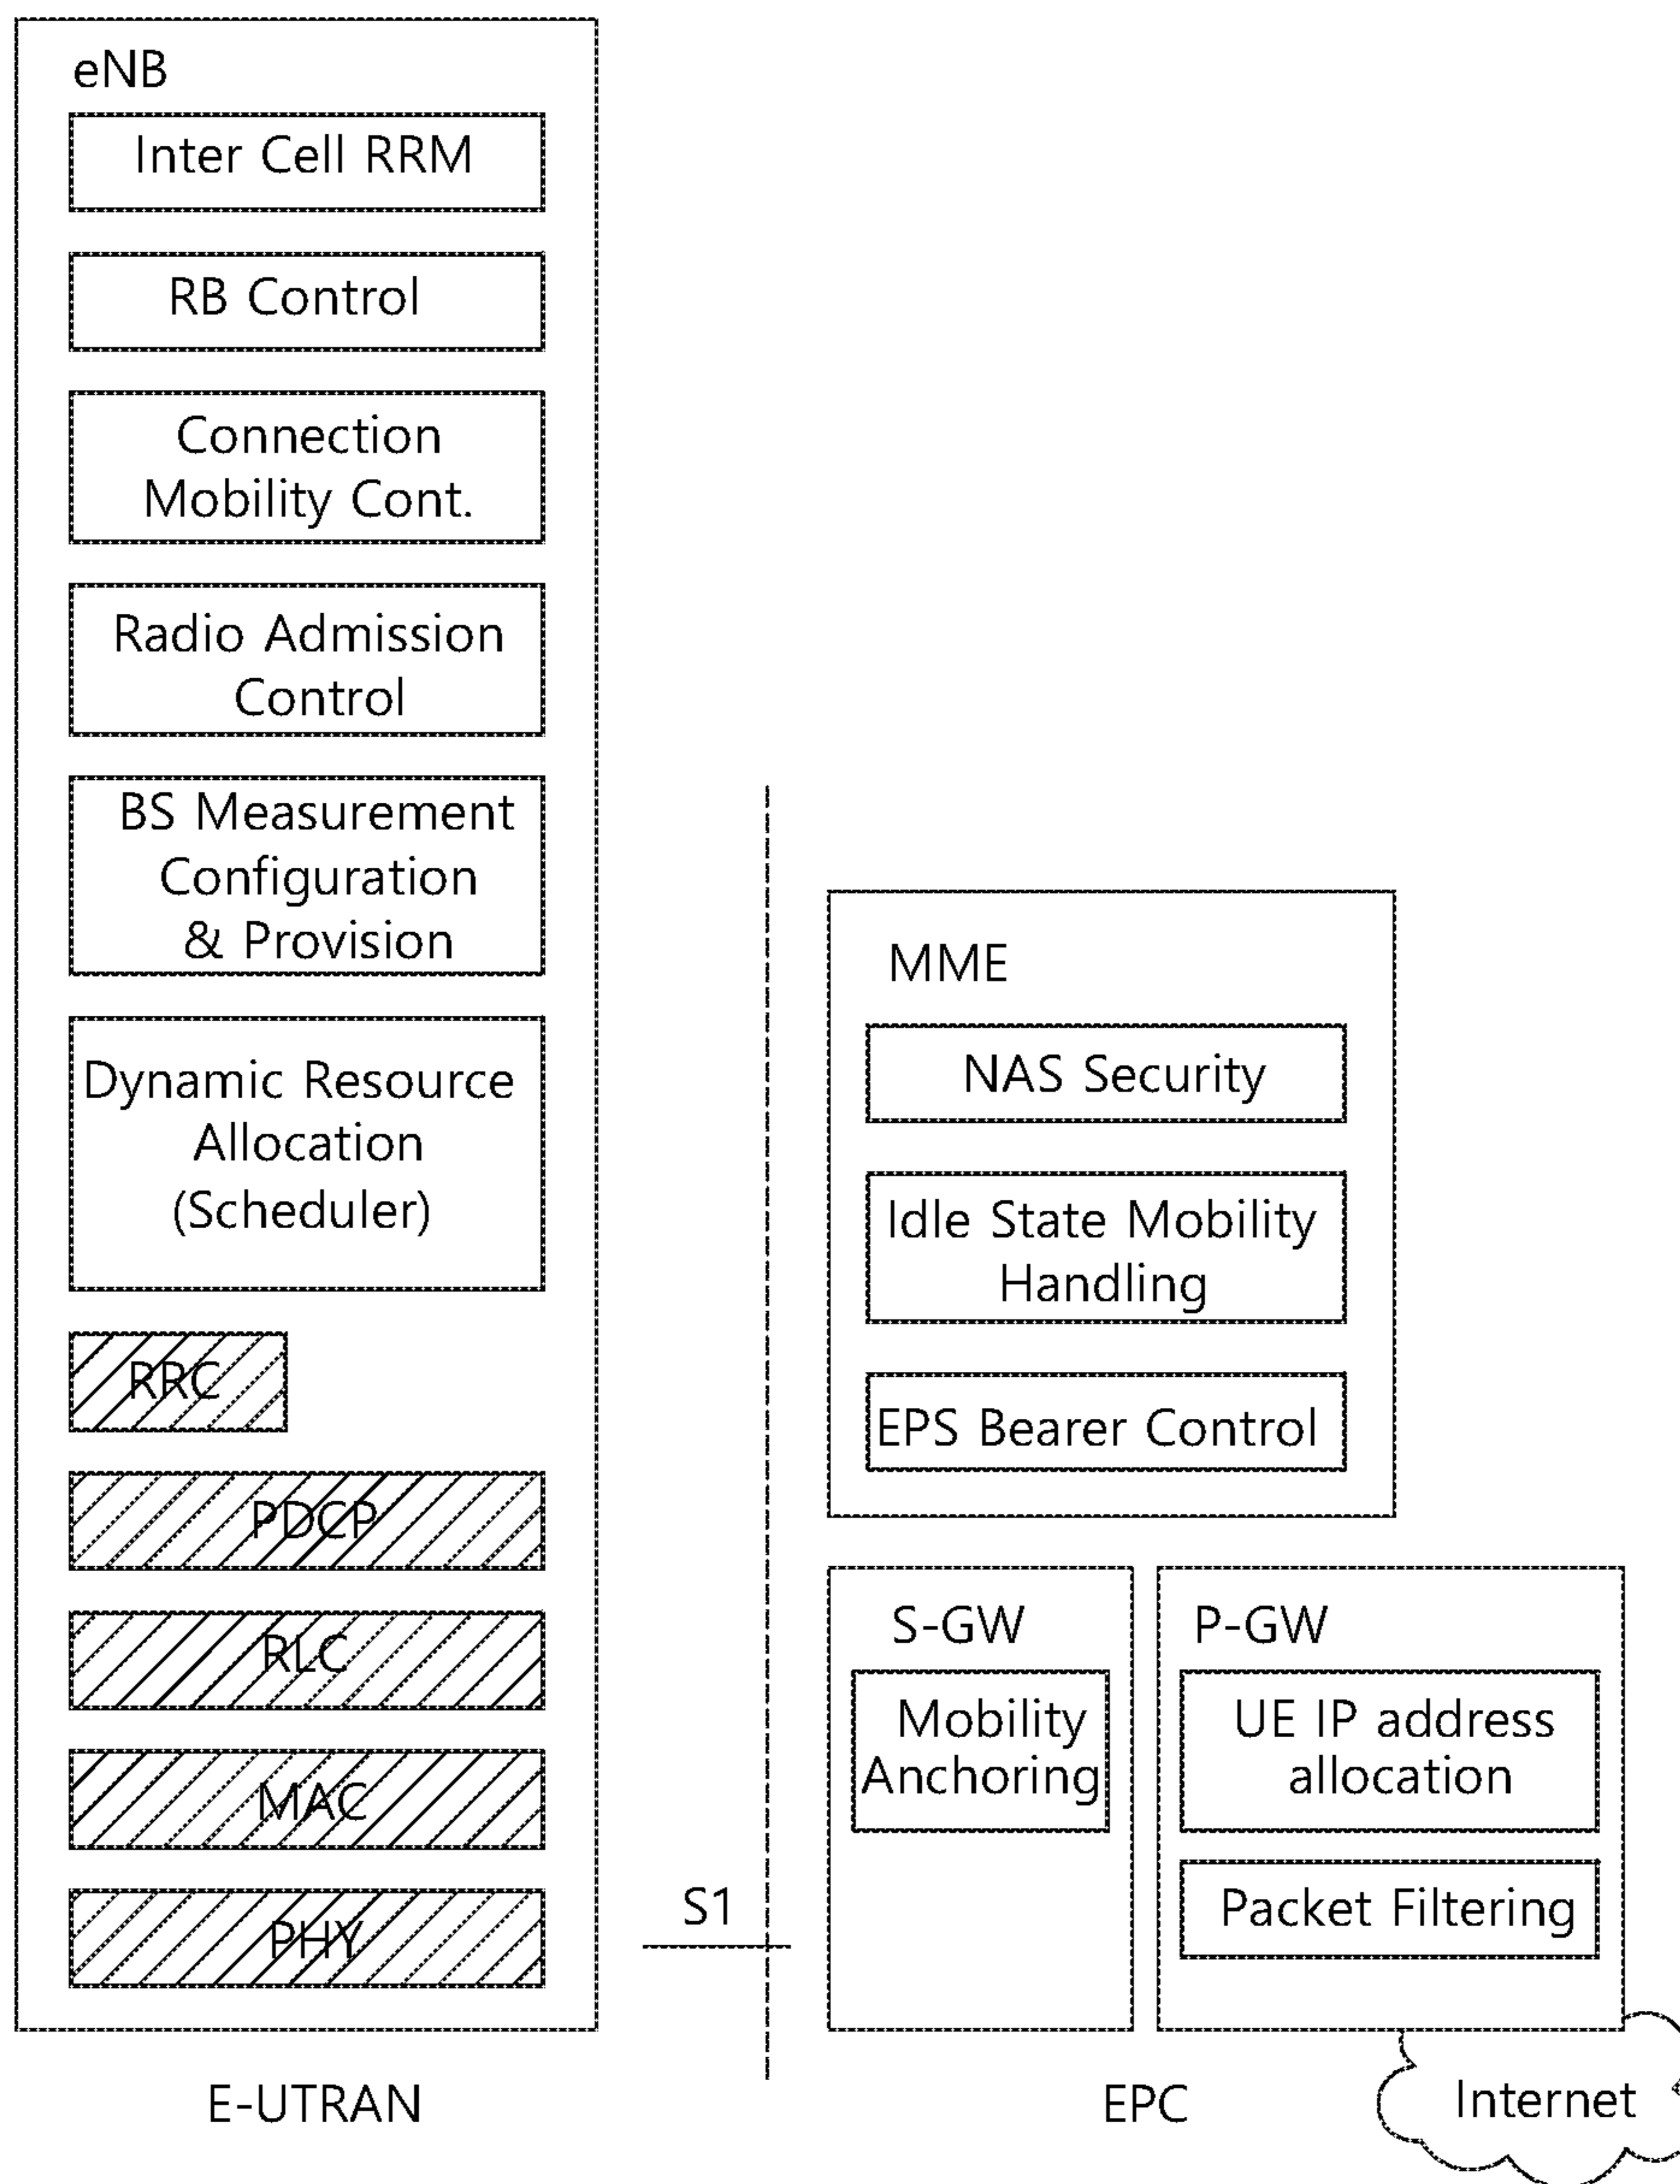 eNB
Inter Cell RRM
RB Control
Connection
Mobility Cont.
Radio Admission
Control
BS Measurement
Configuration
& Provision
Dynamic Resource
Allocation
(Scheduler)
RRC
PDCP
RLC
MAC
PHY
S1
MME
NAS Security
Idle State Mobility
Handling
EPS Bearer Control
S-GW
Mobility
Anchoring
P-GW
UE IP address
allocation
Packet Filtering
E-UTRAN
EPC
Internet